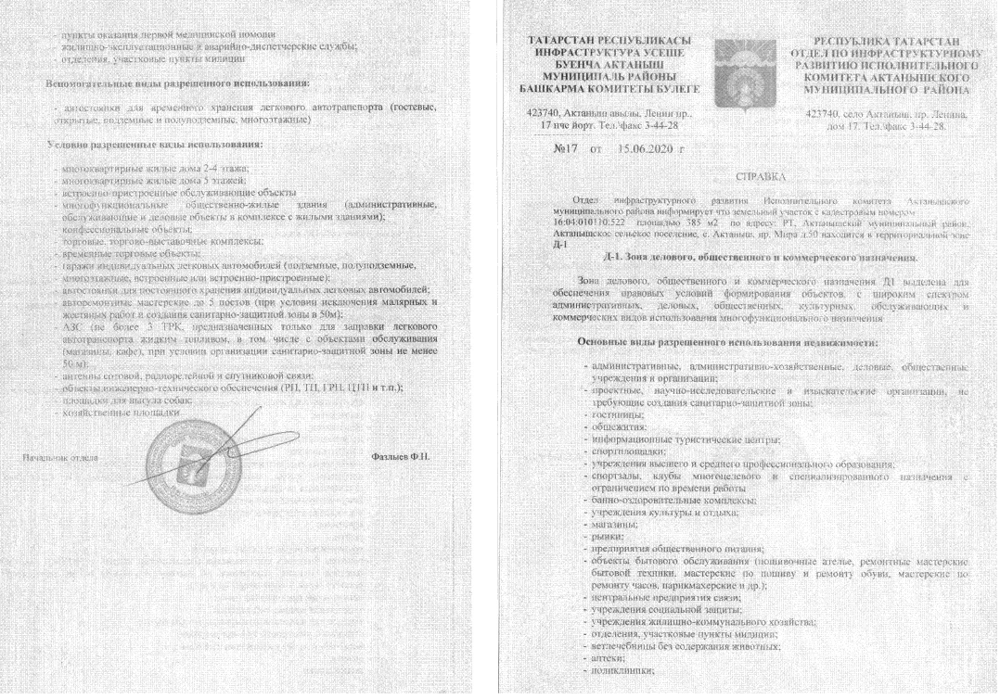 - пункты оказания первой медицинской помощи
- жилищно-эксплуатационные и аварийно-диспетчерские службы;
- отделения, участковые пункты милиции
Вспомогательные виды разрешенного использования:
- автостоянки для временного хранения легкового автотранспорта (гостевые,
открытые, подземные и полуподземные, многоэтажные)
Условно разрешенные виды использования:
- многоквартирные жилые дома 2-4 этажа;
- многоквартирные жилые дома 5 этажей;
- встроенно-пристроенные обслуживающие объекты
- многофункциональные общественно-жилые здания (административные,
обслуживающие и деловые объекты в комплексе с жилыми зданиями);
- конфессиональные объекты;
- торговые, торгово-выставочные комплексы;
- временные торговые объекты;
- гаражи индивидуальных легковых автомобилей (подземные, полуподземные,
- многоэтажные, встроенные или встроенно-пристроенные);
- автостоянки для постоянного хранения индивидуальных легковых автомобилей;
- авторемонтные мастерские до 5 постов (при условии исключения малярных и
жестяных работ и создания санитарно-защитной зоны в 50м);
- АЗС (не более 3 ТРК, предназначенных только для заправки легкового
автотранспорта жидким топливом, в том числе с объектами обслуживания
(магазины, кафе), при условии организации санитарно-защитной зоны не менее
50 м);
- антенны сотовой, радиорелейной и спутниковой связи;
- объекты инженерно-технического обеспечения (РП, ТП, ГРП, ЦТП и т.п.);
- площадки для выгула собак;
- хозяйственные площадки
Начальник отдела Фазлыев Ф.Н.
ТАТАРСТАН РЕСПУБЛИКАСЫ
ИНФРАСТРУКТУРА УСЕШЕ
БУЕНЧА АКТАНЫШ
МУНИЦИПАЛЬ РАЙОНЫ
БАШКАРМА КОМИТЕТЫ БУЛЕГЕ
423740, Актаныш авылы, Ленин пр.,
17 нче йорт. Тел.\факс 3-44-28
РЕСПУБЛИКА ТАТАРСТАН
ОТДЕЛ ПО ИНФРАСТРУКТУРНОМУ
РАЗВИТИЮ ИСПОЛНИТЕЛЬНОГО
КОМИТЕТА АКТАНЫШСКОГО
МУНИЦИПАЛЬНОГО РАЙОНА
423740, село Актаныш, пр. Ленина,
дом 17. Тел.\факс 3-44-28.
№17 от 15.06.2020 г
СПРАВКА
Отдел инфраструктурного развития Исполнительного комитета Актанышского
муниципального района информирует что земельный участок с кадастровым номером
16:04:010110:522 площадью 385 м2 по адресу: РТ, Актанышский муниципальный район,
Актанышское сельское поселение, с. Актаныш, пр. Мира д.50 находится в территориальной зоне
Д-1
Д-1. Зона делового, общественного и коммерческого назначения.
Зона делового, общественного и коммерческого назначения Д1 выделена для
обеспечения правовых условий формирования объектов, с широким спектром
административных, деловых, общественных, культурных, обслуживающих и
коммерческих видов использования многофункционального назначения
Основные виды разрешенного использования недвижимости:
- административные, административно-хозяйственные, деловые, общественные
учреждения и организации;
- проектные, научно-исследовательские и изыскательские организации, не
требующие создания санитарно-защитной зоны;
- гостиницы;
- общежития;
- информационные туристические центры;
- спортплощадки;
- учреждения высшего и среднего профессионального образования;
- спортзалы, клубы многоцелевого и специализированного назначения с
ограничением по времени работы
- банно-оздоровительные комплексы;
- учреждения культуры и отдыха;
- магазины;
- рынки;
- предприятия общественного питания;
- объекты бытового обслуживания (пошивочные ателье, ремонтные мастерские
бытовой техники, мастерские по пошиву и ремонту обуви, мастерские по
ремонту часов, парикмахерские и др.);
- центральные предприятия связи;
- учреждения социальной защиты;
- учреждения жилищно-коммунального хозяйства;
- отделения, участковые пункты милиции;
- ветлечебницы без содержания животных;
- аптеки;
- поликлиники;